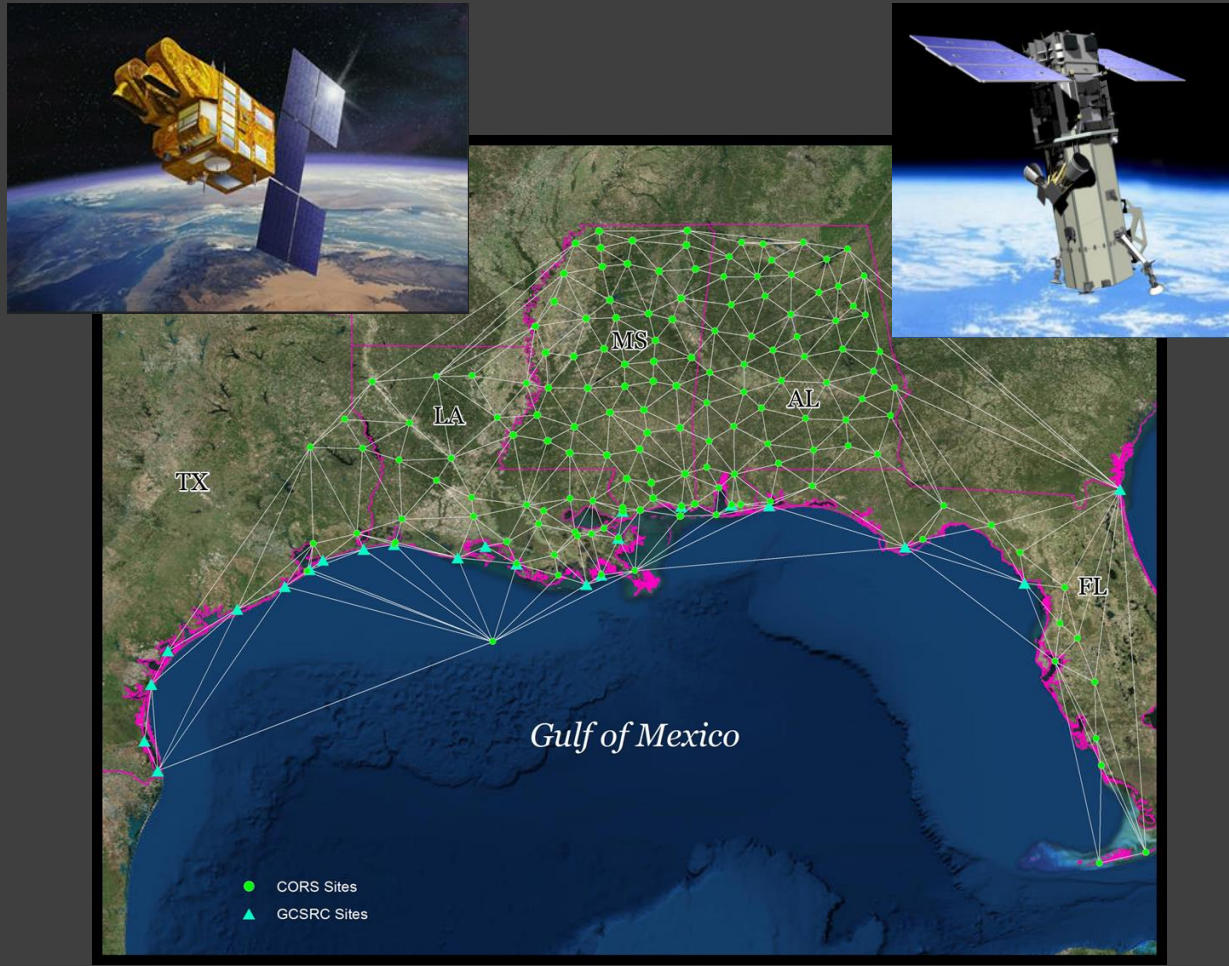 MS
AL
LA
TX
FL
Gulf of Mexico
CORS Sites
GCSRC Sites